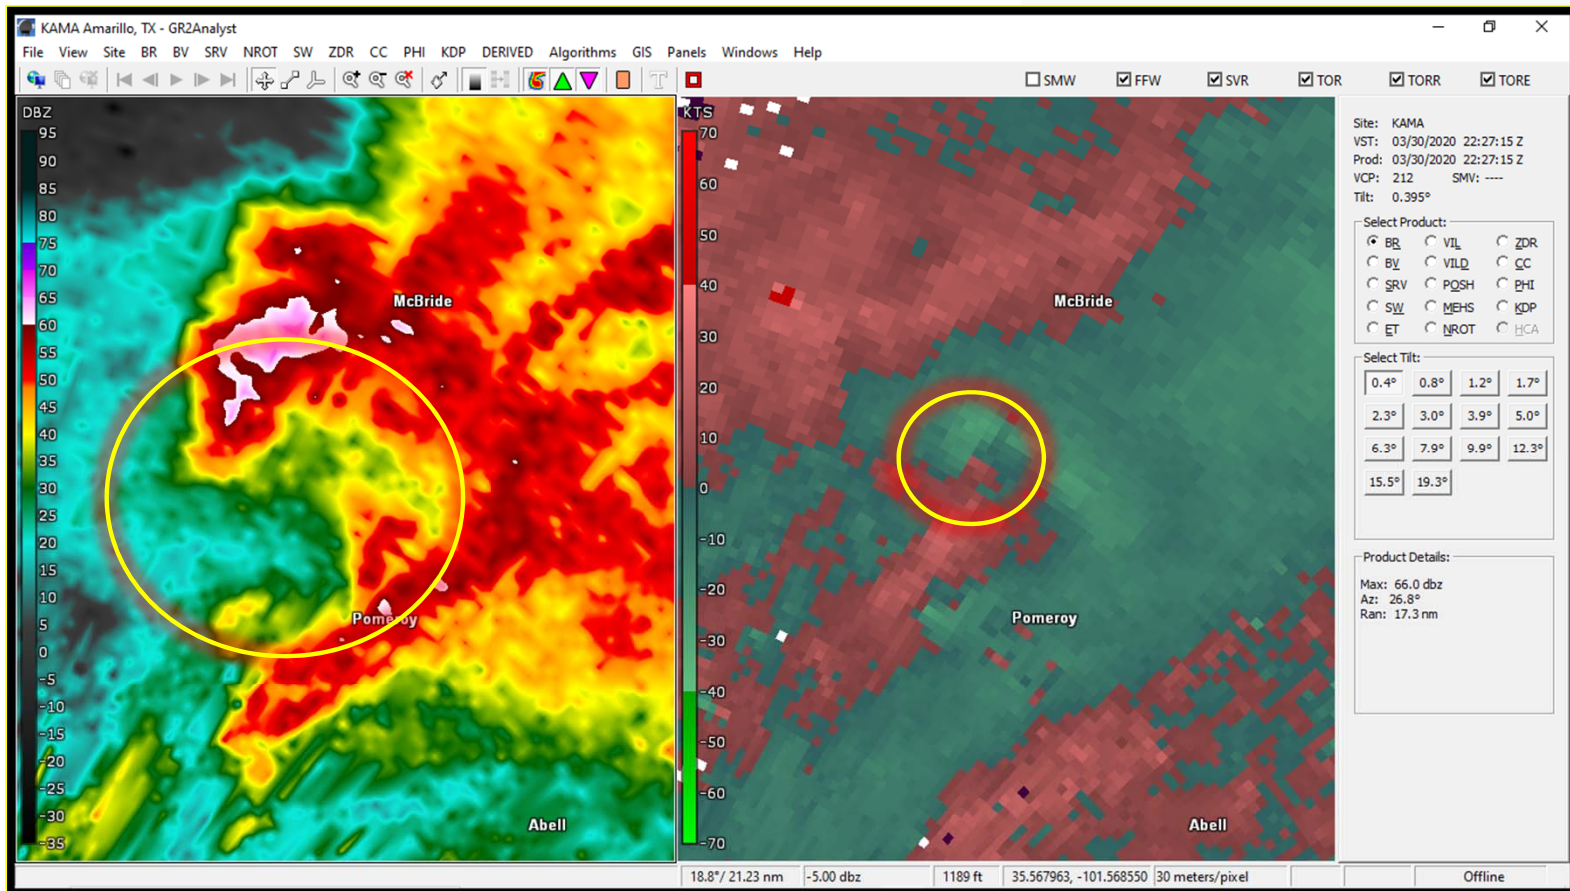 KAMA Amarillo, TX - GR2Analyst
File View Site BR BV SRV NROT SW ZDR CC PHI KDP DERIVED Algorithms GIS Panels Windows Help
SMW FFW SVR TOR TORR TORE
DBZ
95
90
85
80
75
70
65
60
55
50
45
40
35
30
25
20
15
10
5
0
-5
-10
-15
-20
-25
-30
-35
McBride
Pomeroy
Abell
KTS
70
60
50
40
30
20
10
0
-10
-20
-30
-40
-50
-60
-70
McBride
Pomeroy
Abell
Site: KAMA
VST: 03/30/2020 22:27:15 Z
Prod: 03/30/2020 22:27:15 Z
VCP: 212 SMV: ----
Tilt: 0.395°
Select Product:
BR VIL ZDR
BV VILD CC
SRV POSH PHI
SW MEHS KDP
ET NROT HCA
Select Tilt:
0.4° 0.8° 1.2° 1.7°
2.3° 3.0° 3.9° 5.0°
6.3° 7.9° 9.9° 12.3°
15.5° 19.3°
Product Details:
Max: 66.0 dbz
Az: 26.8°
Ran: 17.3 nm
18.8°/ 21.23 nm -5.00 dbz 1189 ft 35.567963, -101.568550 30 meters/pixel Offline